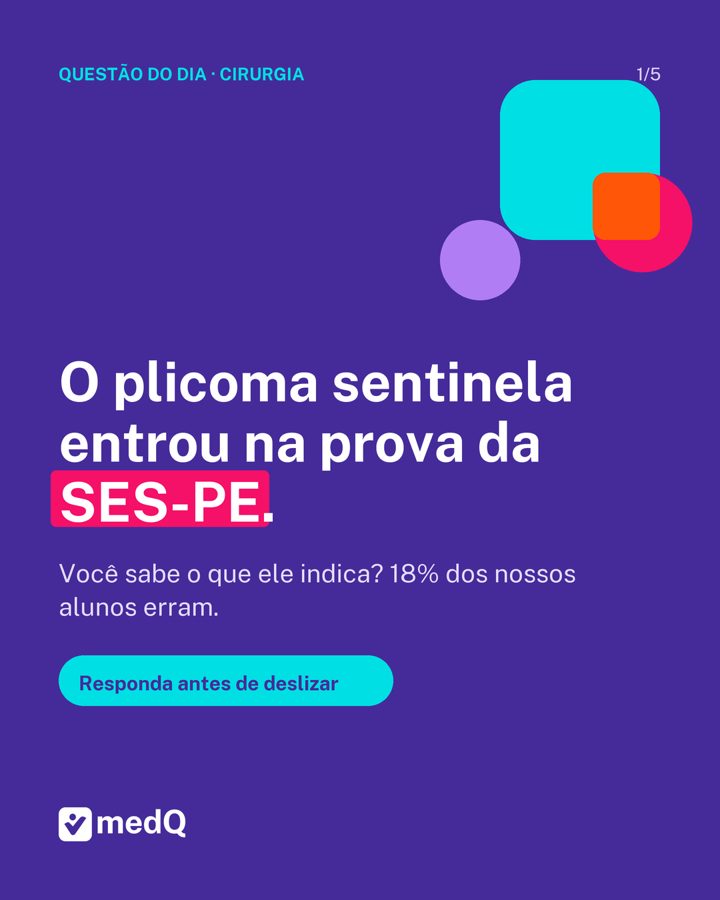 QUESTÃO DO DIA · CIRURGIA
1/5
O plicoma sentinela
entrou na prova da
SES-PE.
Você sabe o que ele indica? 18% dos nossos
alunos erram.
Responda antes de deslizar
medQ